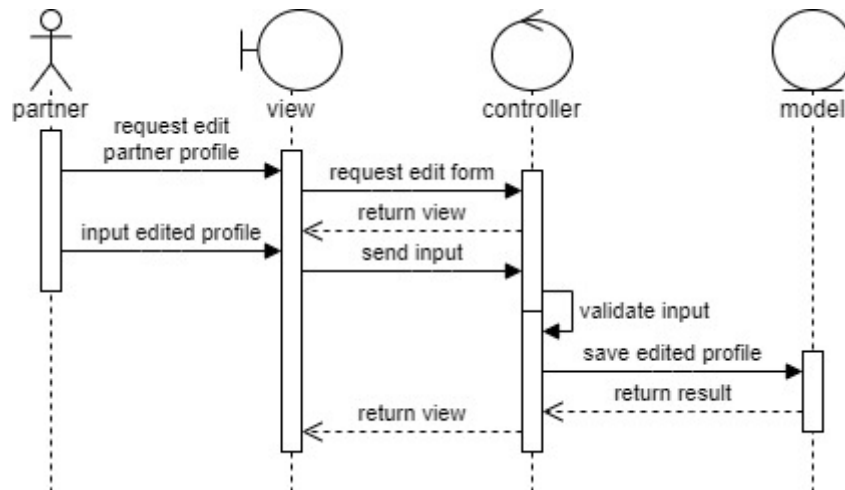 partner
view
controller
model
request edit
partner profile
request edit form
return view
input edited profile
send input
validate input
save edited profile
return result
return view